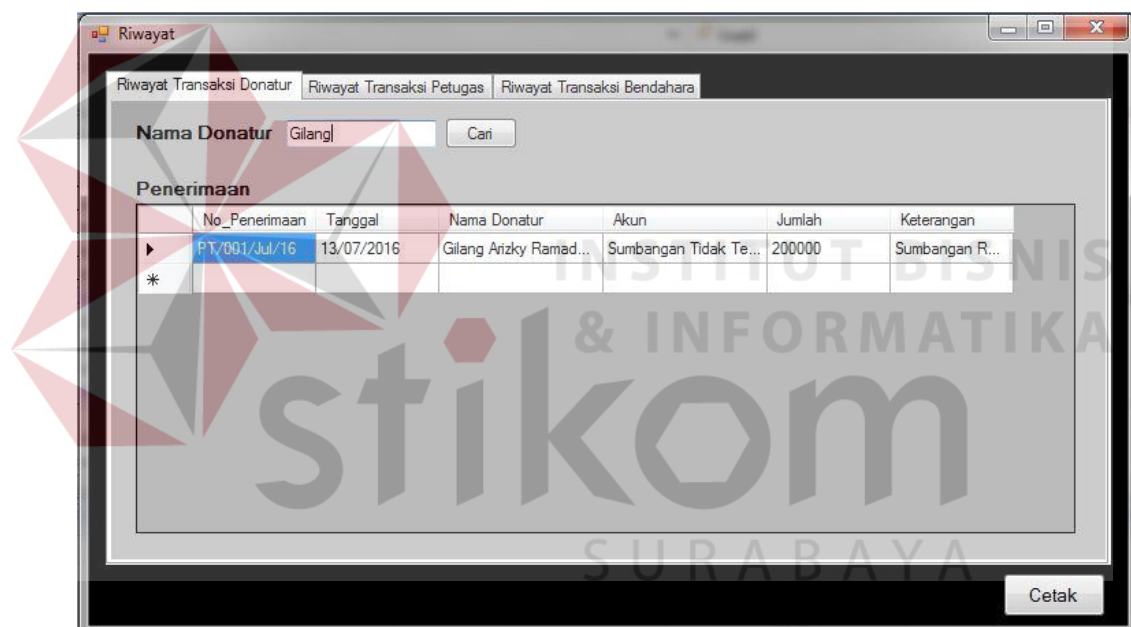 Riwayat
Riwayat Transaksi Donatur Riwayat Transaksi Petugas Riwayat Transaksi Bendahara
Nama Donatur Gilang Cari
Penerimaan
No_Penerimaan Tanggal Nama Donatur Akun Jumlah Keterangan
PT/001/Jul/16 13/07/2016 Gilang Arizky Ramad... Sumbangan Tidak Te... 200000 Sumbangan R...
INSTITUT BISNIS
& INFORMATIKA
stikom
SURABAYA
Cetak